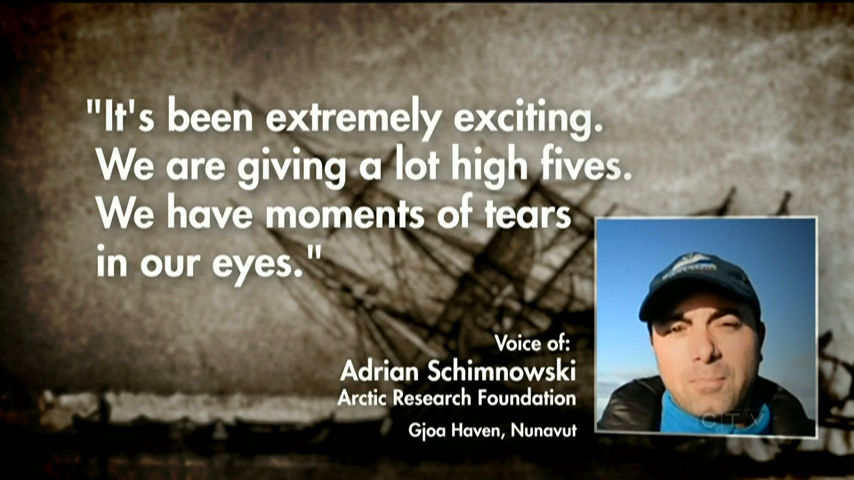 "It's been extremely exciting.
We are giving a lot high fives.
We have moments of tears
in our eyes."
Voice of:
Adrian Schimnowski
Arctic Research Foundation
Gjoa Haven, Nunavut
CTV